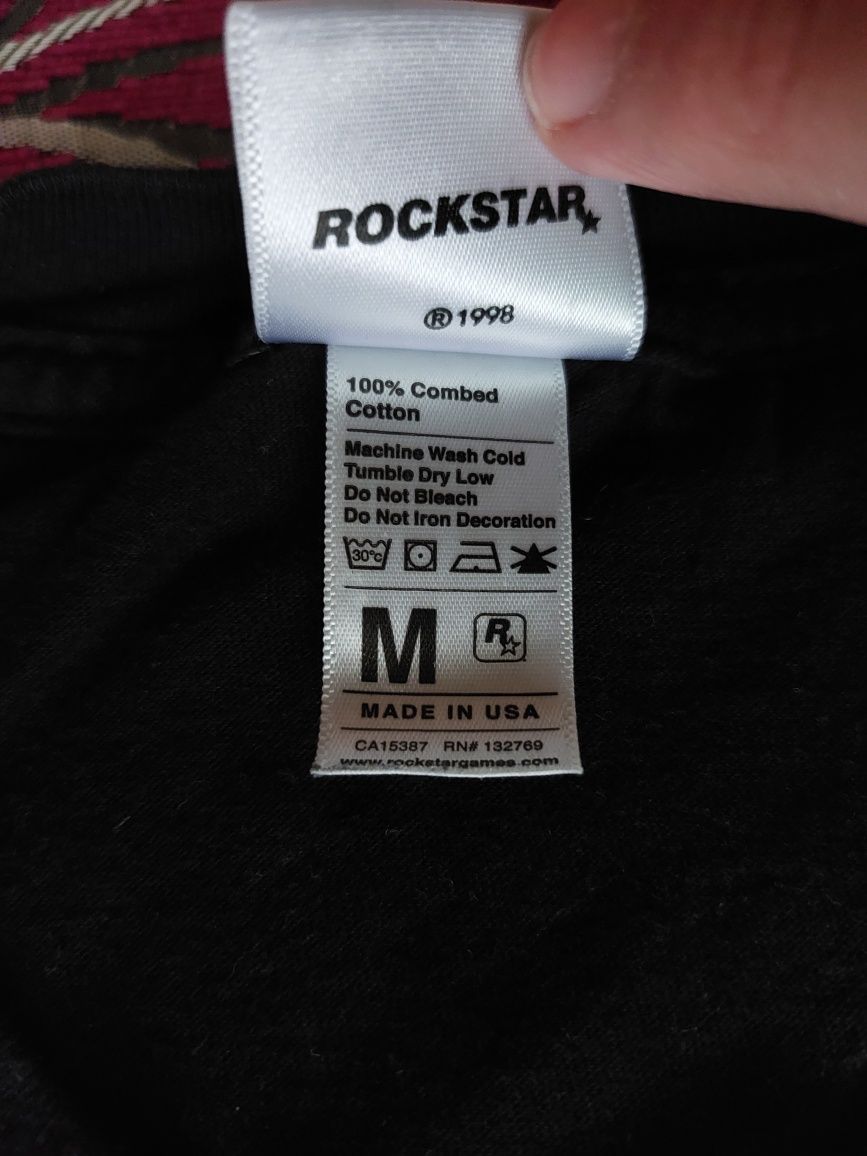 ROCKSTAR
® 1998
100% Combed
Cotton
Machine Wash Cold
Tumble Dry Low
Do Not Bleach
Do Not Iron Decoration
30°C
M R
MADE IN USA
CA15387 RN# 132769
www.rockstargames.com